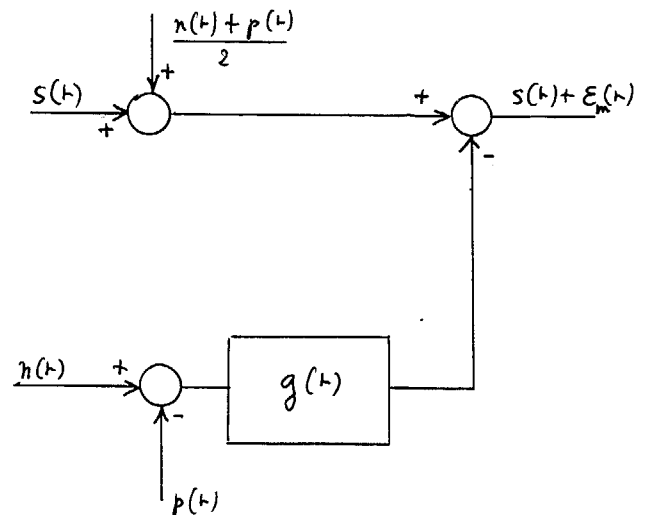 n(t) + p(t)
2
s(t)
+
+
+
s(t) + ε_m(t)
-
n(t)
+
g(t)
-
p(t)